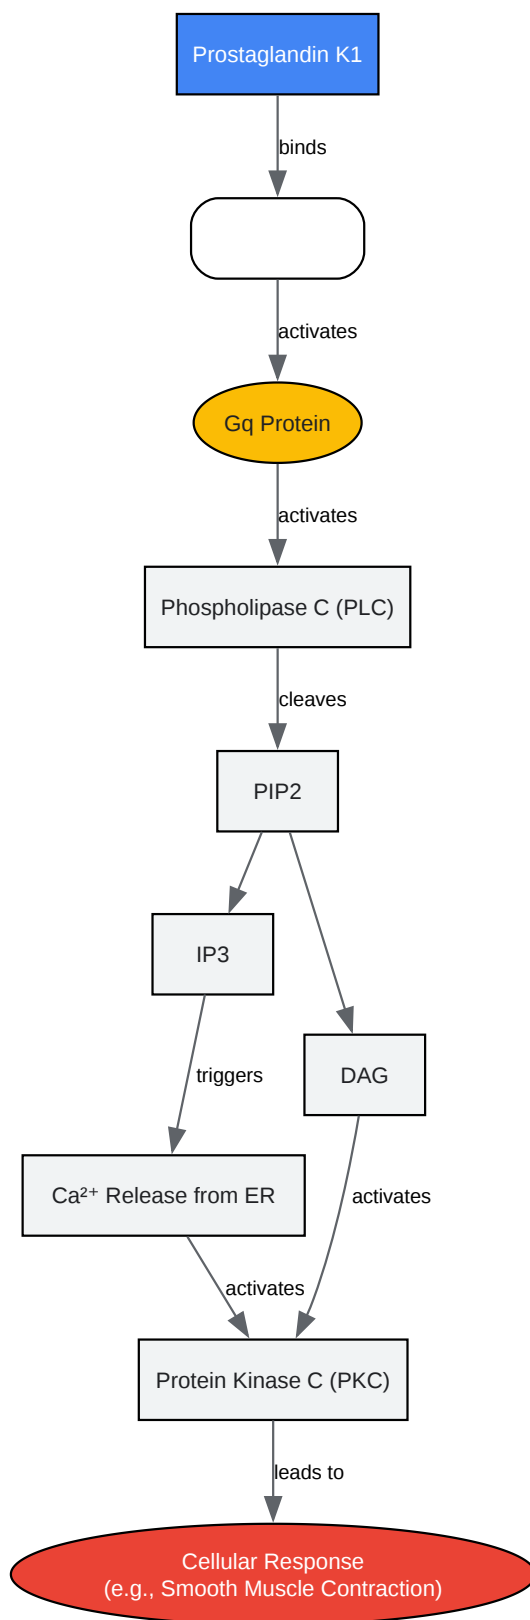 Prostaglandin K1
binds
activates
Gq Protein
activates
Phospholipase C (PLC)
cleaves
PIP2
IP3
triggers
DAG
Ca²⁺ Release from ER
activates
activates
Protein Kinase C (PKC)
leads to
Cellular Response
(e.g., Smooth Muscle Contraction)